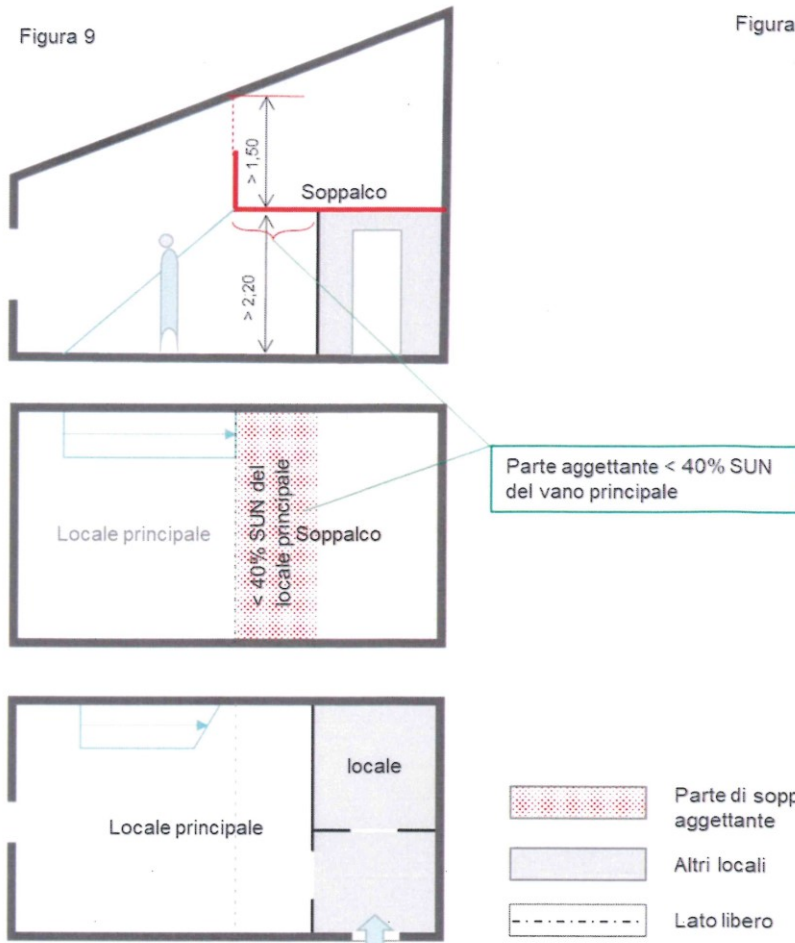 Figura 9
Figura
> 1,50
Soppalco
> 2,20
Parte aggettante < 40% SUN
del vano principale
Locale principale
< 40% SUN del
locale principale
Soppalco
locale
Locale principale
Parte di sopp
aggettante
Altri locali
Lato libero